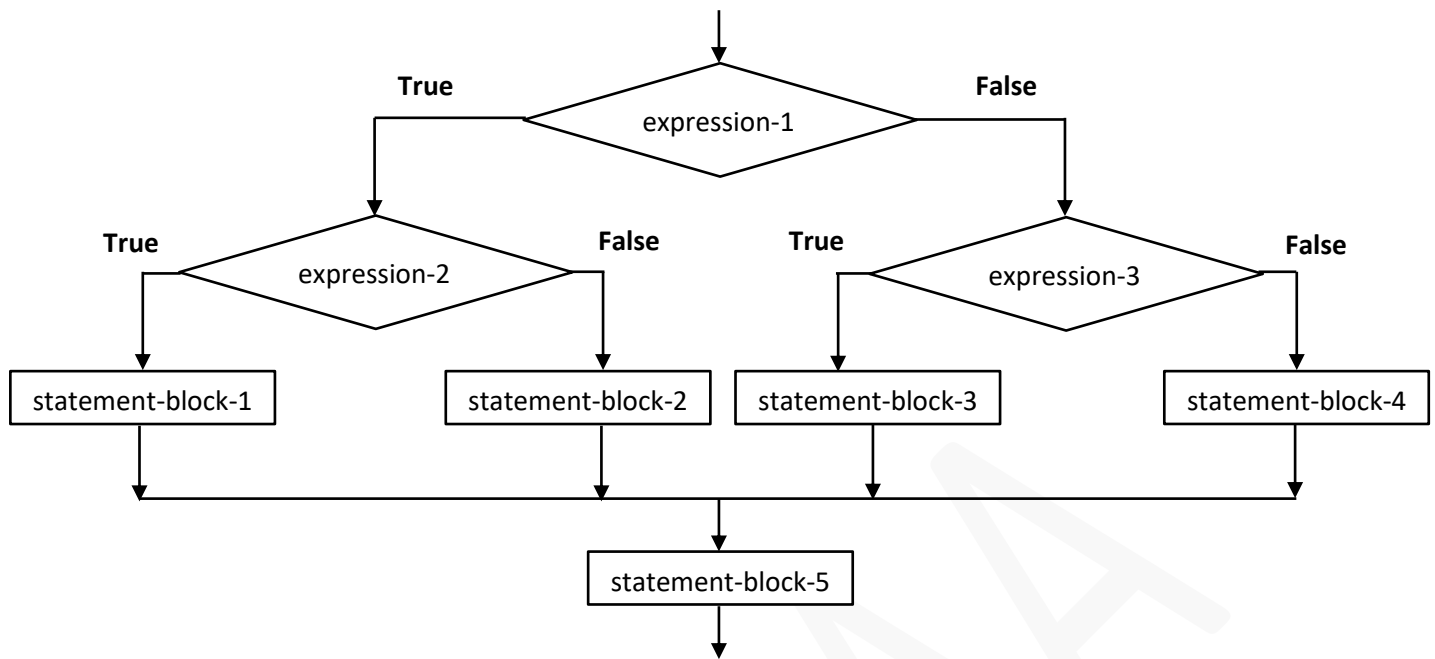 True
False
expression-1
True
False
True
False
expression-2
expression-3
statement-block-1
statement-block-2
statement-block-3
statement-block-4
statement-block-5